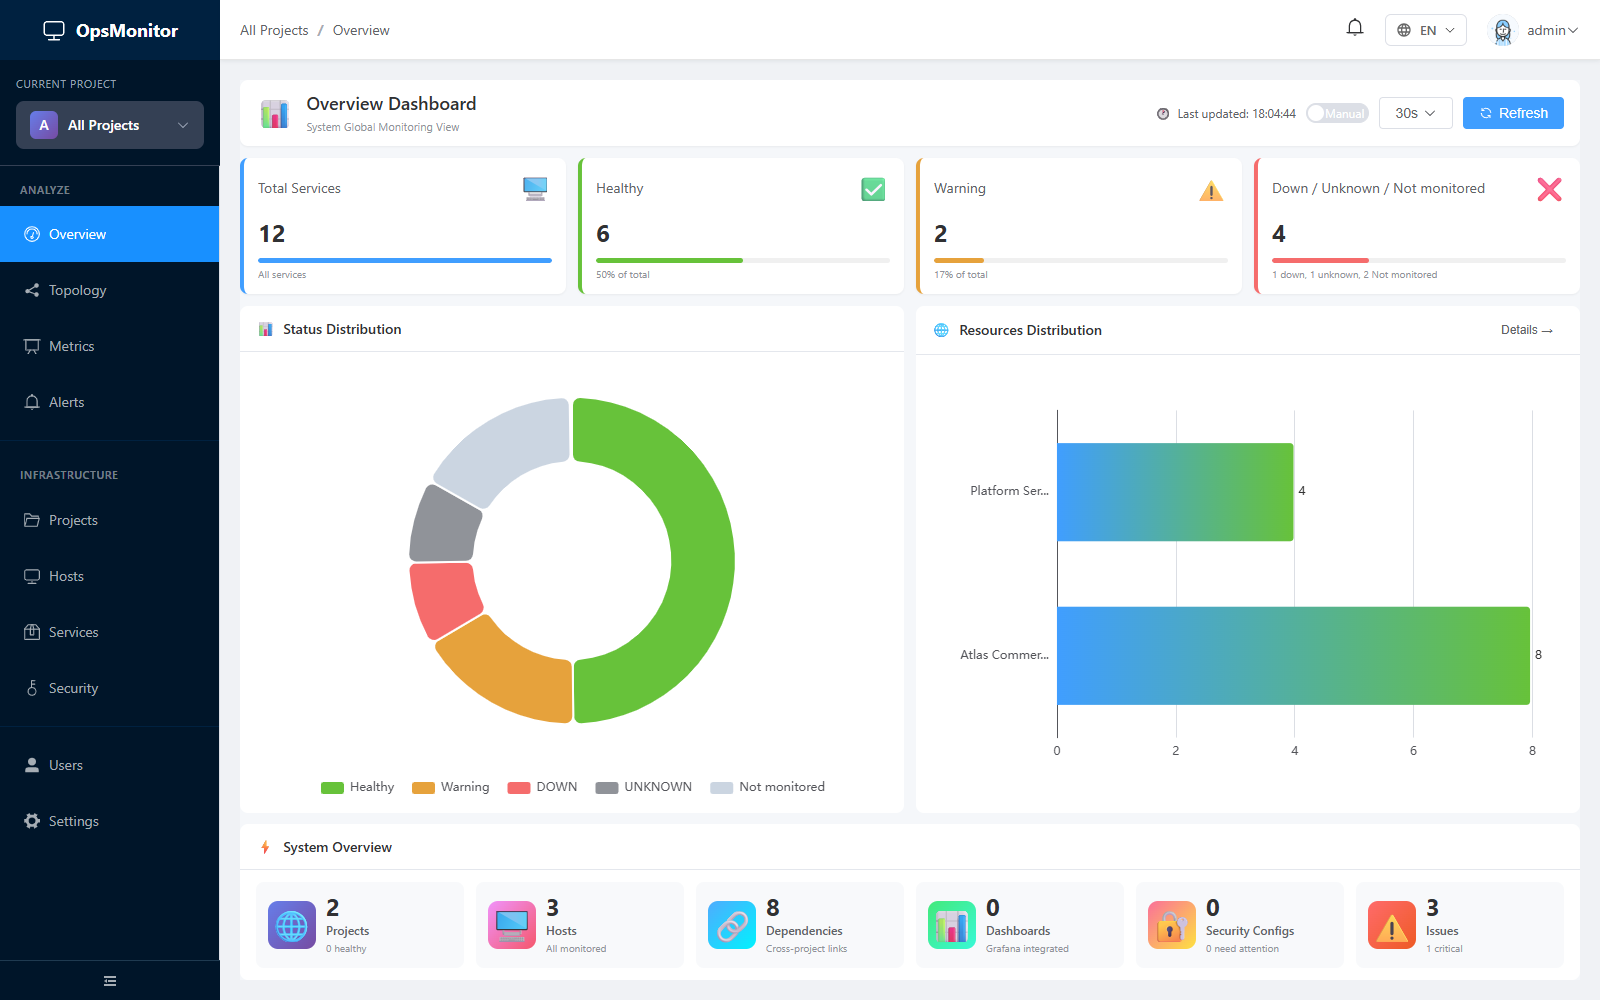 OpsMonitor
All Projects / Overview
EN
admin
CURRENT PROJECT
A
All Projects
ANALYZE
Overview
Topology
Metrics
Alerts
INFRASTRUCTURE
Projects
Hosts
Services
Security
Users
Settings
Overview Dashboard
System Global Monitoring View
Last updated: 18:04:44
Manual
30s
Refresh
Total Services
12
All services
Healthy
6
50% of total
Warning
2
17% of total
Down / Unknown / Not monitored
4
1 down, 1 unknown, 2 Not monitored
Status Distribution
Healthy
Warning
DOWN
UNKNOWN
Not monitored
Resources Distribution
Details →
Platform Ser...
4
Atlas Commer...
8
0 2 4 6 8
System Overview
2
Projects
0 healthy
3
Hosts
All monitored
8
Dependencies
Cross-project links
0
Dashboards
Grafana integrated
0
Security Configs
0 need attention
3
Issues
1 critical